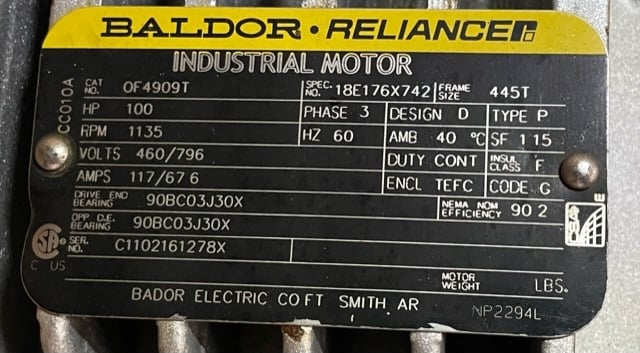 BALDOR · RELIANCE
INDUSTRIAL MOTOR
CC010A
CAT NO. OF4909T SPEC. NO. 18E176X742 FRAME SIZE 445T
HP 100 PHASE 3 DESIGN D TYPE P
RPM 1135 HZ 60 AMB 40 °C SF 1 15
VOLTS 460/796 DUTY CONT INSUL CLASS F
AMPS 117/67 6 ENCL TEFC CODE G
DRIVE END BEARING 90BC03J30X NEMA NOM EFFICIENCY 90 2
OPP D.E. BEARING 90BC03J30X
SER. NO. C1102161278X
C US
MOTOR WEIGHT LBS.
BADOR ELECTRIC CO FT SMITH, AR
NP2294L